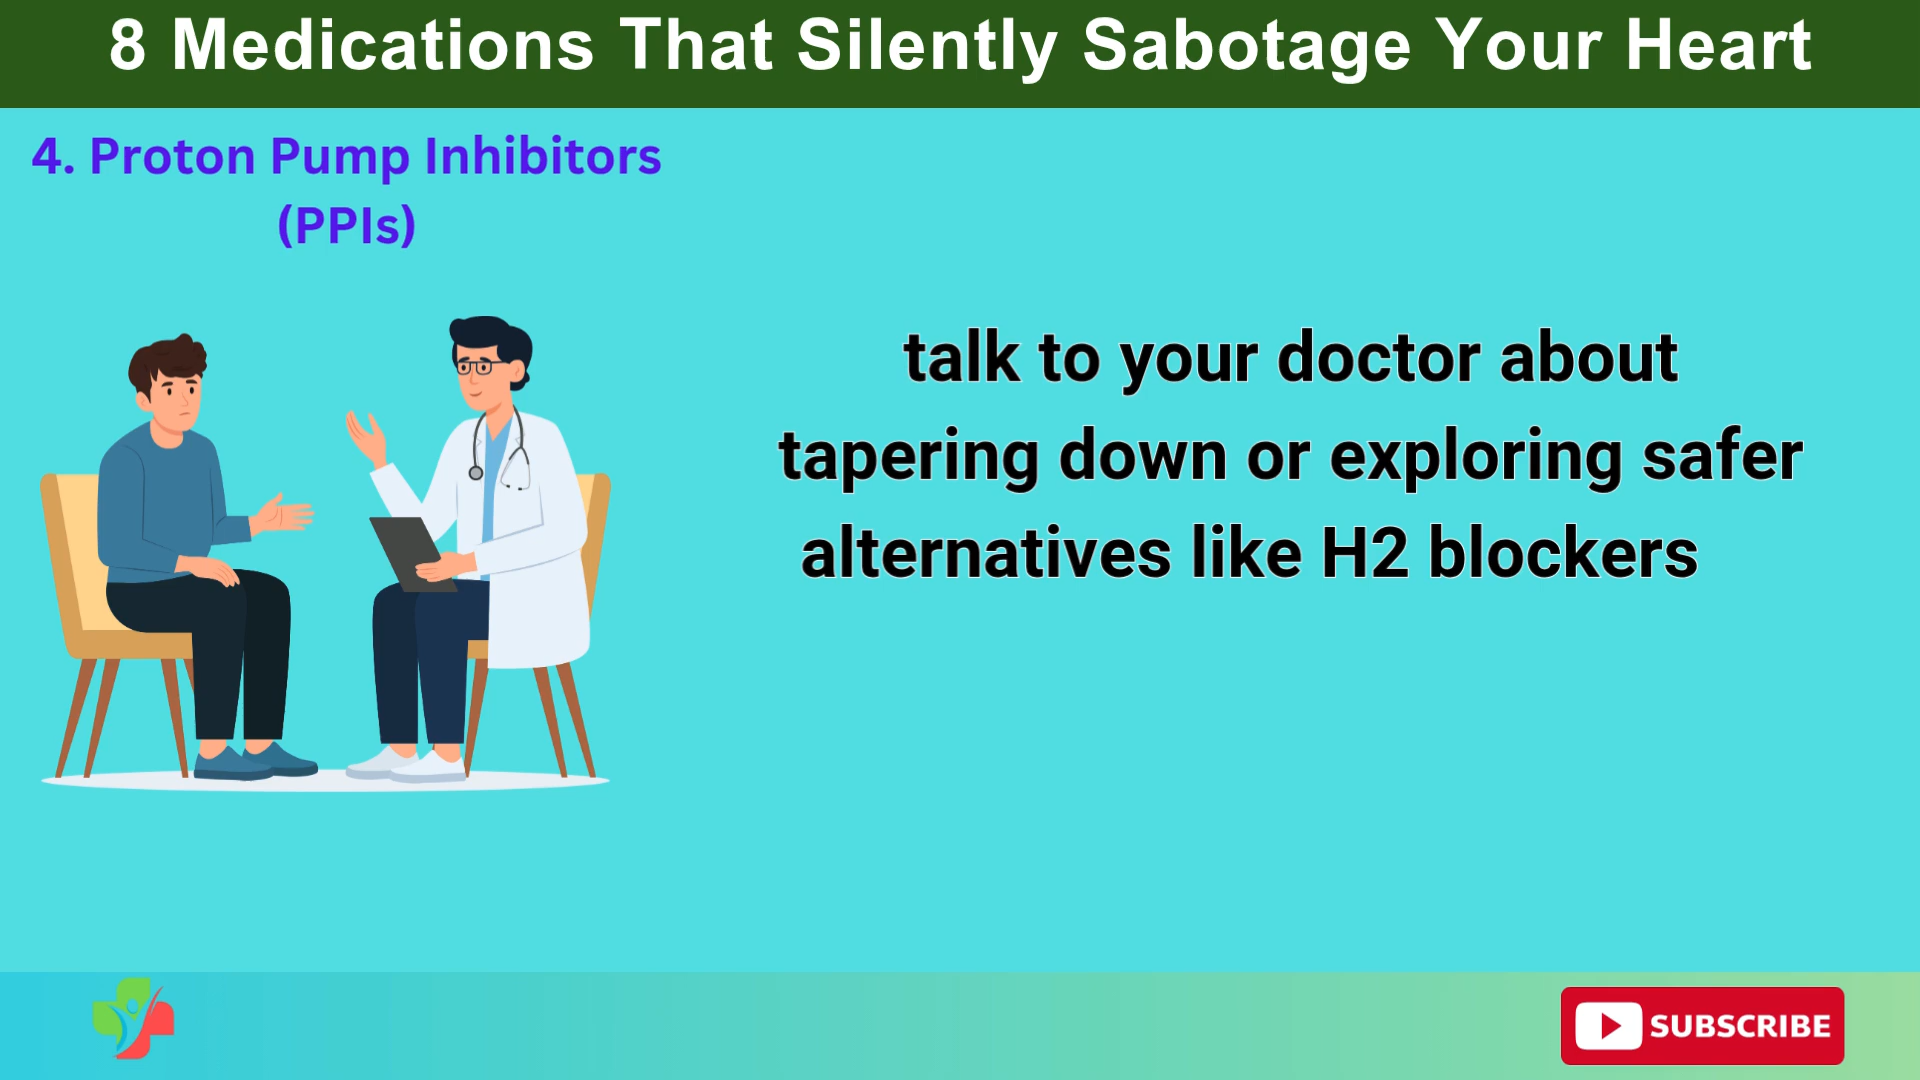 8 Medications That Silently Sabotage Your Heart
4. Proton Pump Inhibitors
(PPIs)
talk to your doctor about
tapering down or exploring safer
alternatives like H2 blockers
SUBSCRIBE